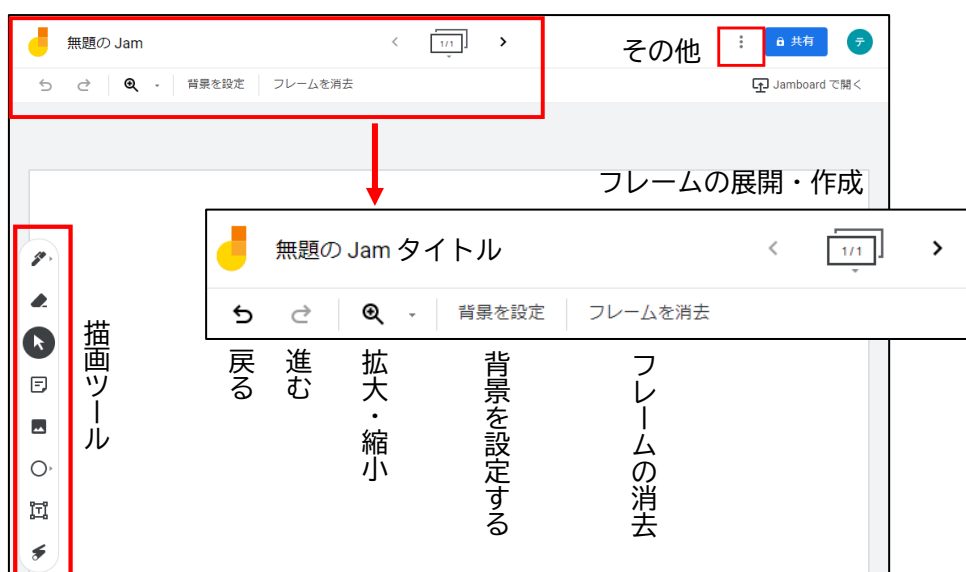 無題の Jam
1/1
その他
共有
テ
背景を設定
フレームを消去
Jamboard で開く
フレームの展開・作成
無題の Jam タイトル
1/1
背景を設定
フレームを消去
描画ツール
戻る
進む
拡大・縮小
背景を設定する
フレームの消去